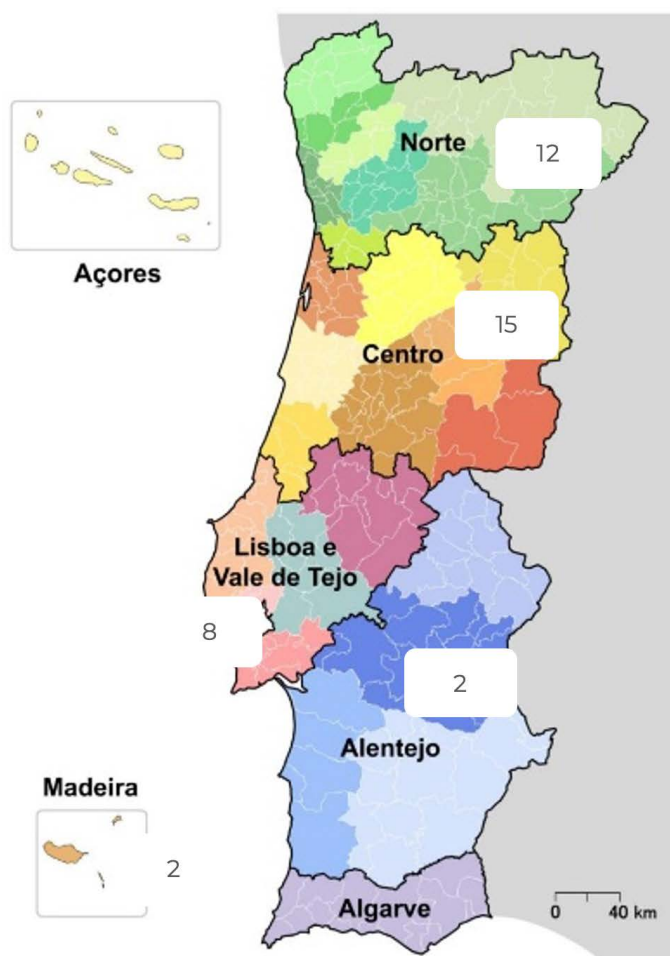 Norte
12
Açores
15
Centro
Lisboa e
Vale de Tejo
8
2
Alentejo
Madeira
2
Algarve
0 40 km